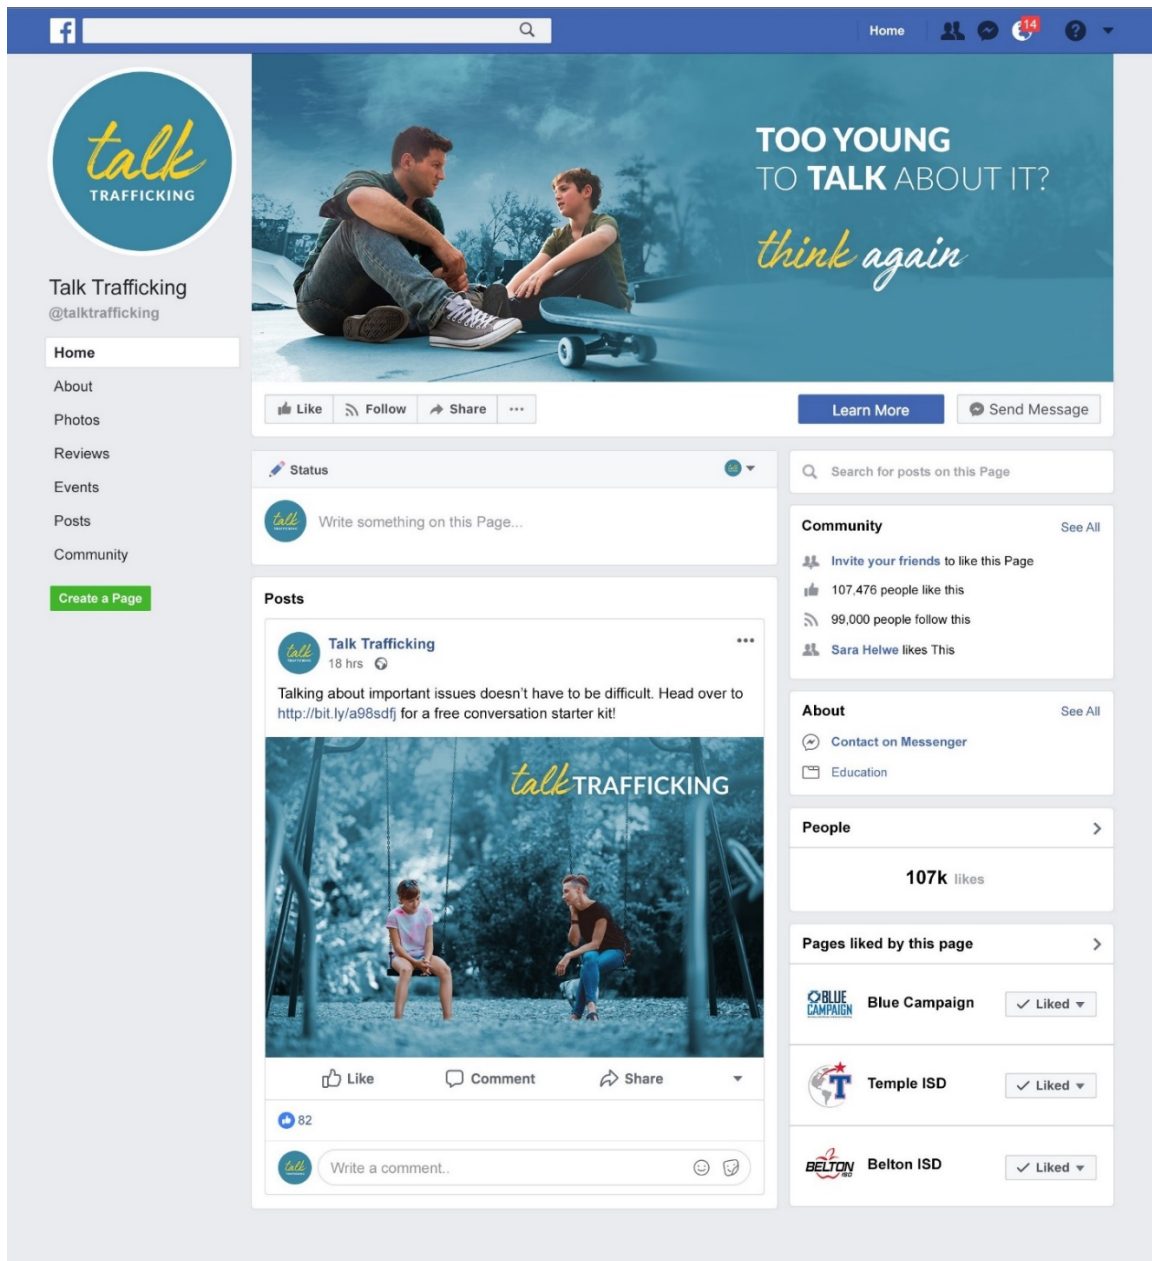 f
Home
14
?
talk
TRAFFICKING
TOO YOUNG
TO TALK ABOUT IT?
think again
Talk Trafficking
@talktrafficking
Home
About
Photos
Reviews
Events
Posts
Community
Create a Page
Like
Follow
Share
...
Learn More
Send Message
Status
talk
Write something on this Page...
Posts
talk
TRAFFICKING
Talk Trafficking
18 hrs
Talking about important issues doesn't have to be difficult. Head over to
http://bit.ly/a98sdfj for a free conversation starter kit!
talk TRAFFICKING
Like
Comment
Share
82
talk
Write a comment..
Search for posts on this Page
Community
See All
Invite your friends to like this Page
107,476 people like this
99,000 people follow this
Sara Helwe likes This
About
See All
Contact on Messenger
Education
People
107k likes
Pages liked by this page
BLUE
CAMPAIGN
Blue Campaign
Liked
T
Temple ISD
Liked
BELTON
ISD
Belton ISD
Liked